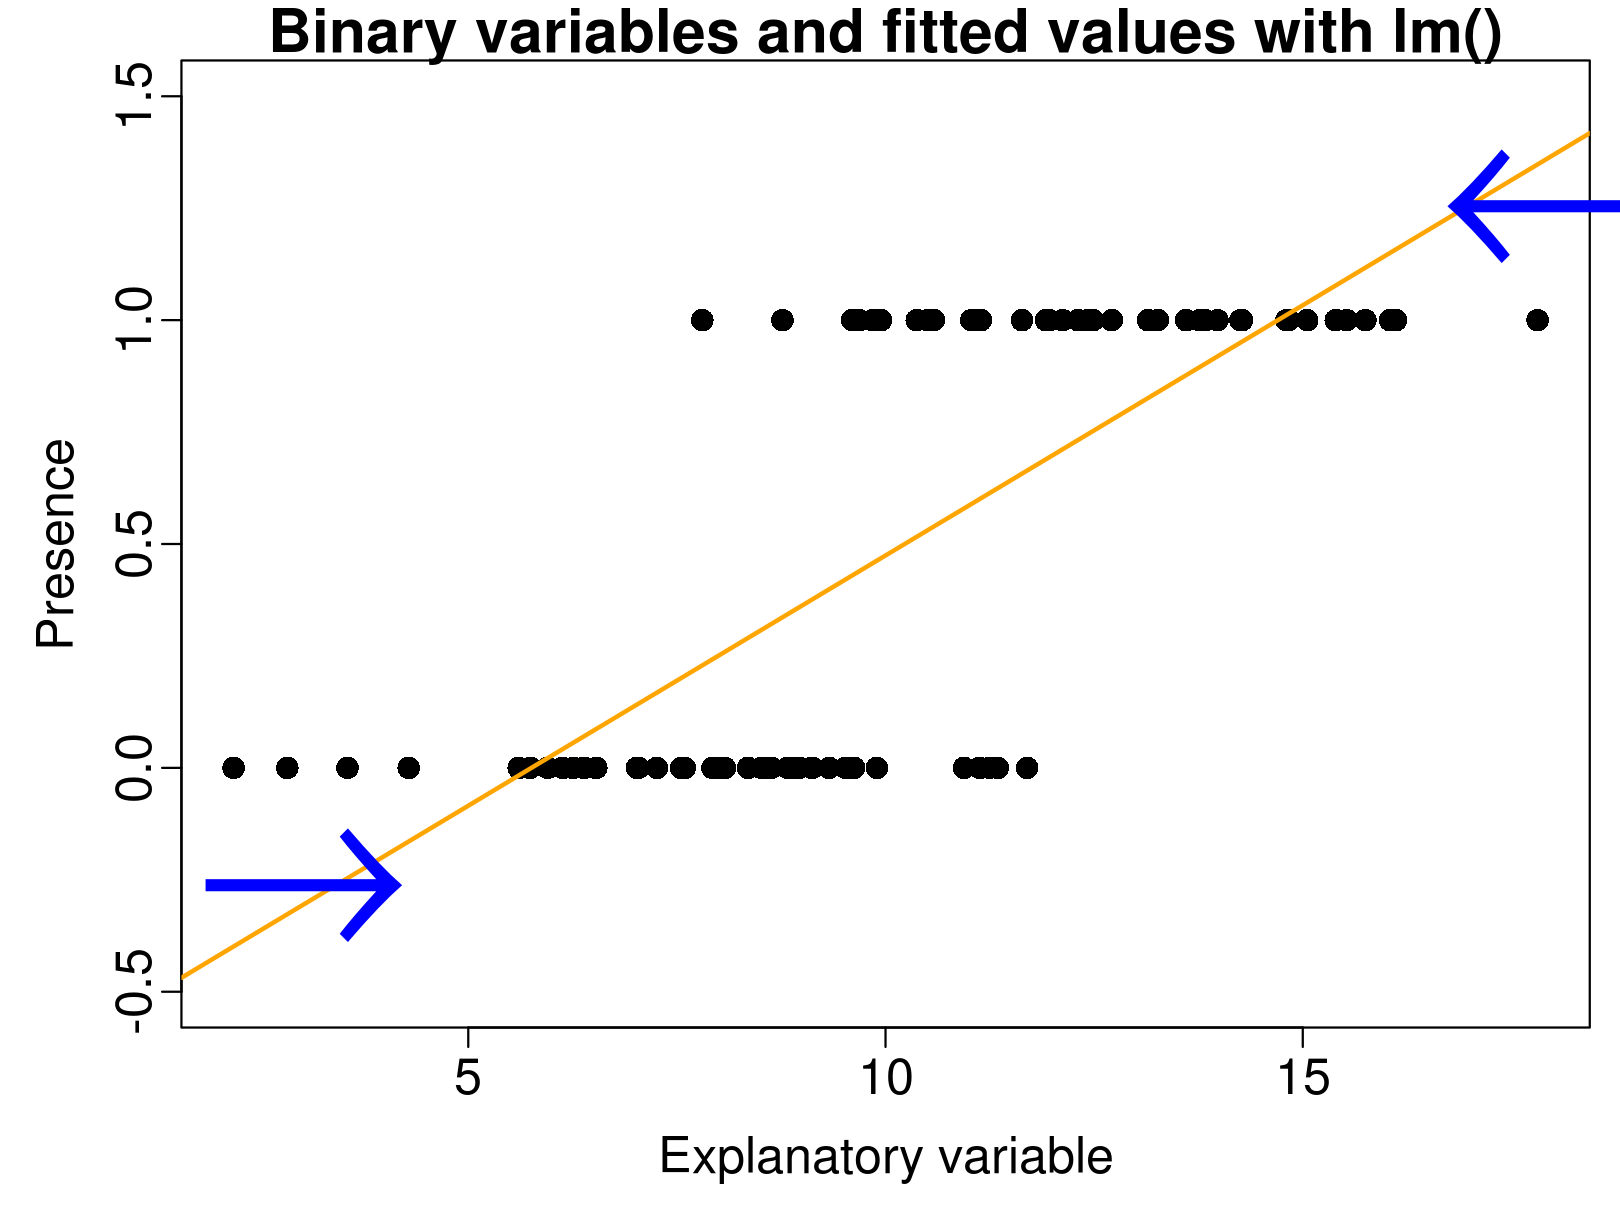 Binary variables and fitted values with lm()
1.5
1.0
0.5
0.0
-0.5
Presence
5 10 15
Explanatory variable